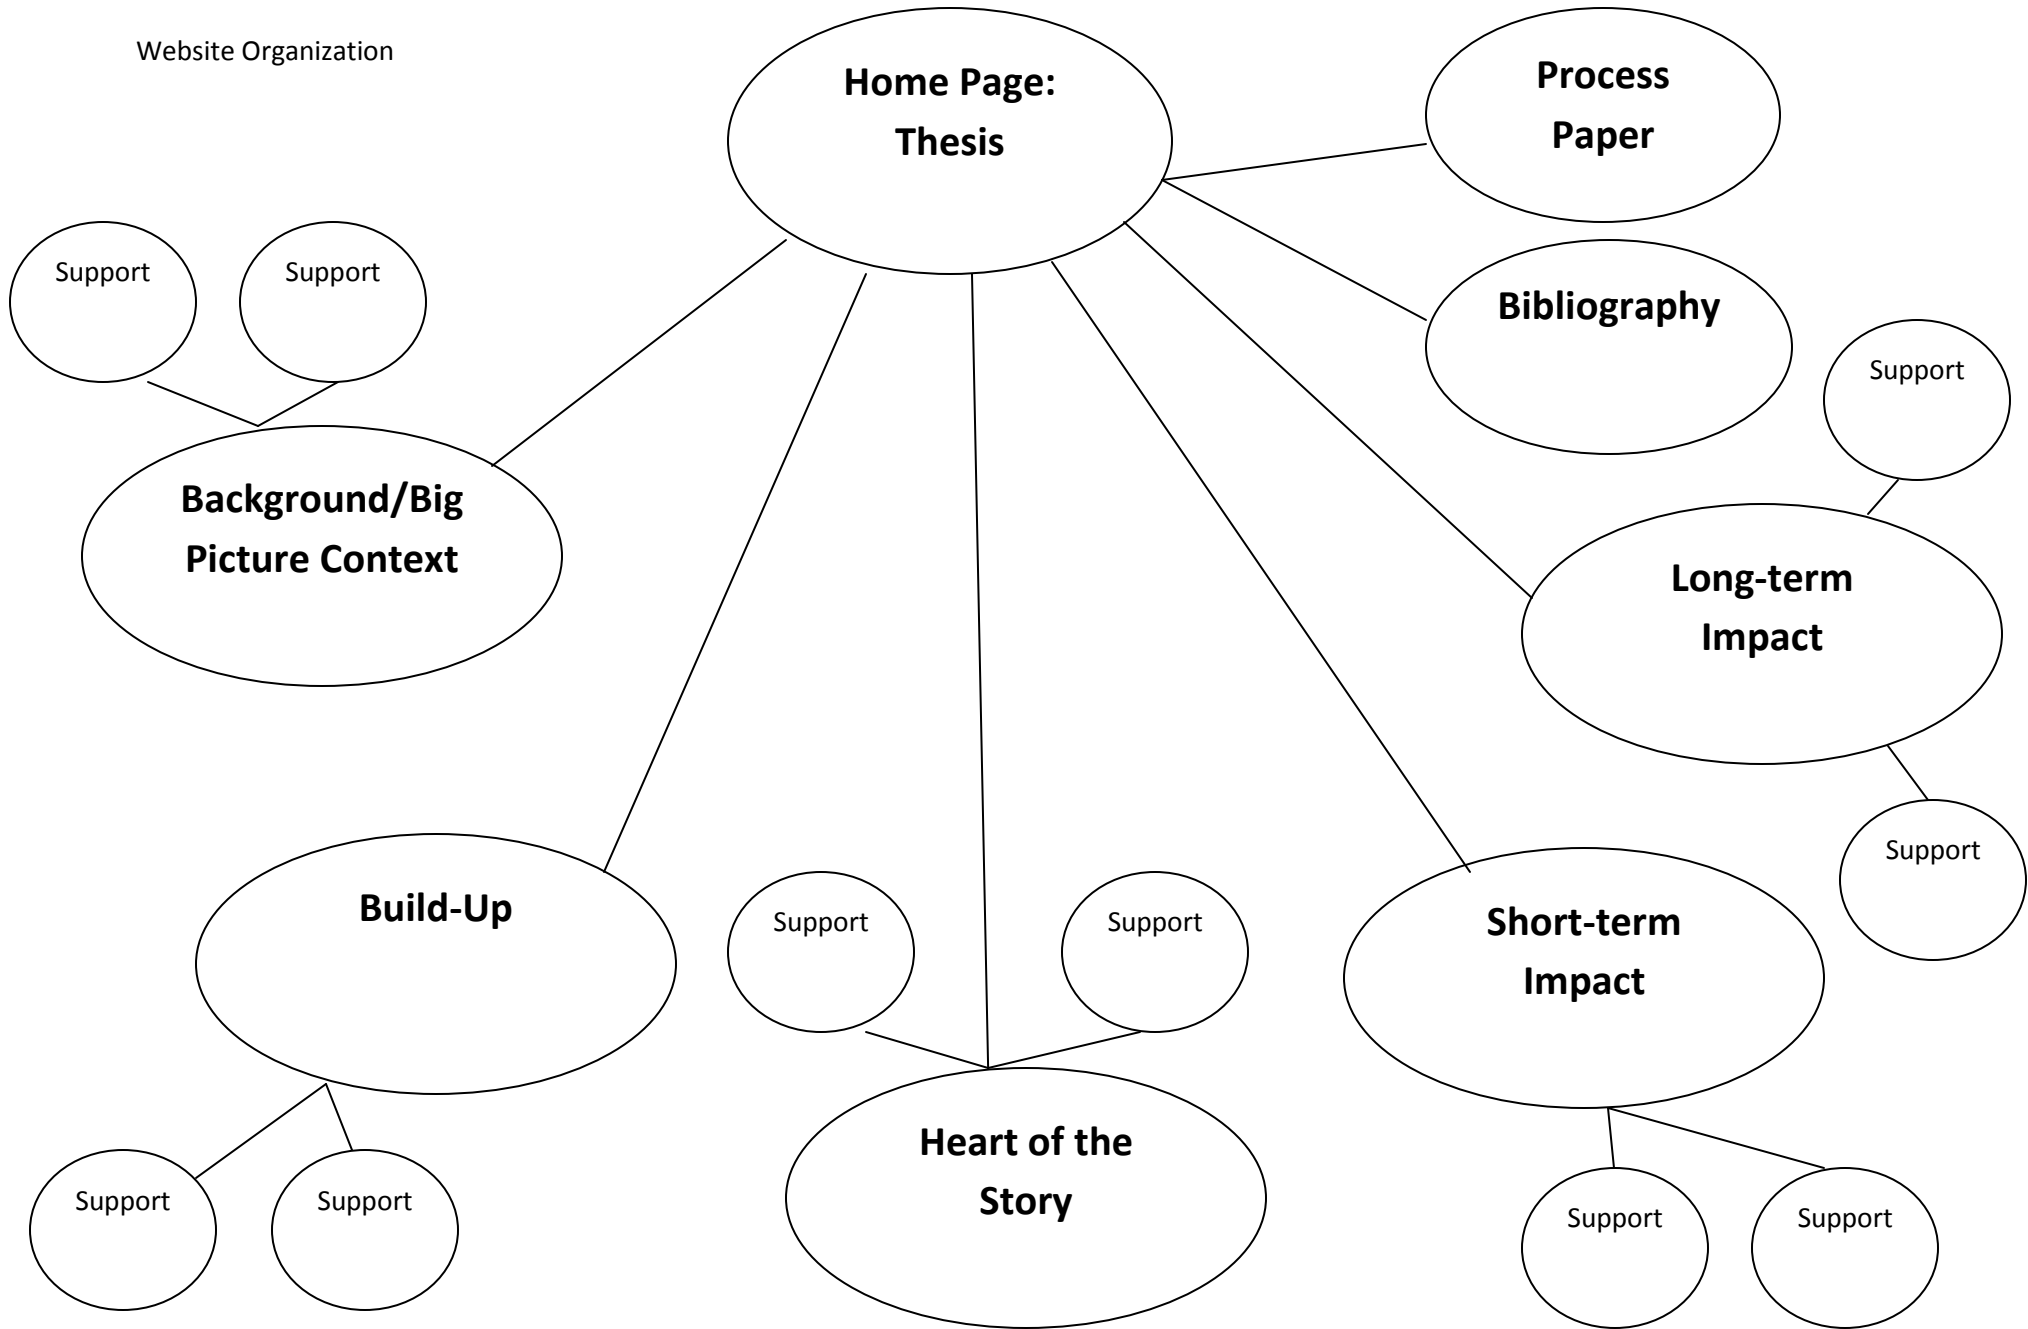 Website Organization
Home Page:
Thesis
Process
Paper
Support
Support
Bibliography
Support
Background/Big
Picture Context
Long-term
Impact
Support
Build-Up
Support
Support
Short-term
Impact
Heart of the
Story
Support
Support
Support
Support